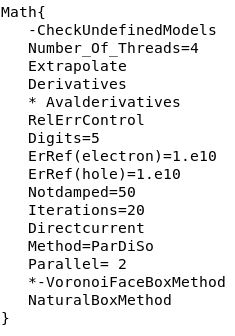 Math{
-CheckUndefinedModels
Number_Of_Threads=4
Extrapolate
Derivatives
* Avalderivatives
RelErrControl
Digits=5
ErRef(electron)=1.e10
ErRef(hole)=1.e10
Notdamped=50
Iterations=20
Directcurrent
Method=ParDiSo
Parallel= 2
*-VoronoiFaceBoxMethod
NaturalBoxMethod
}